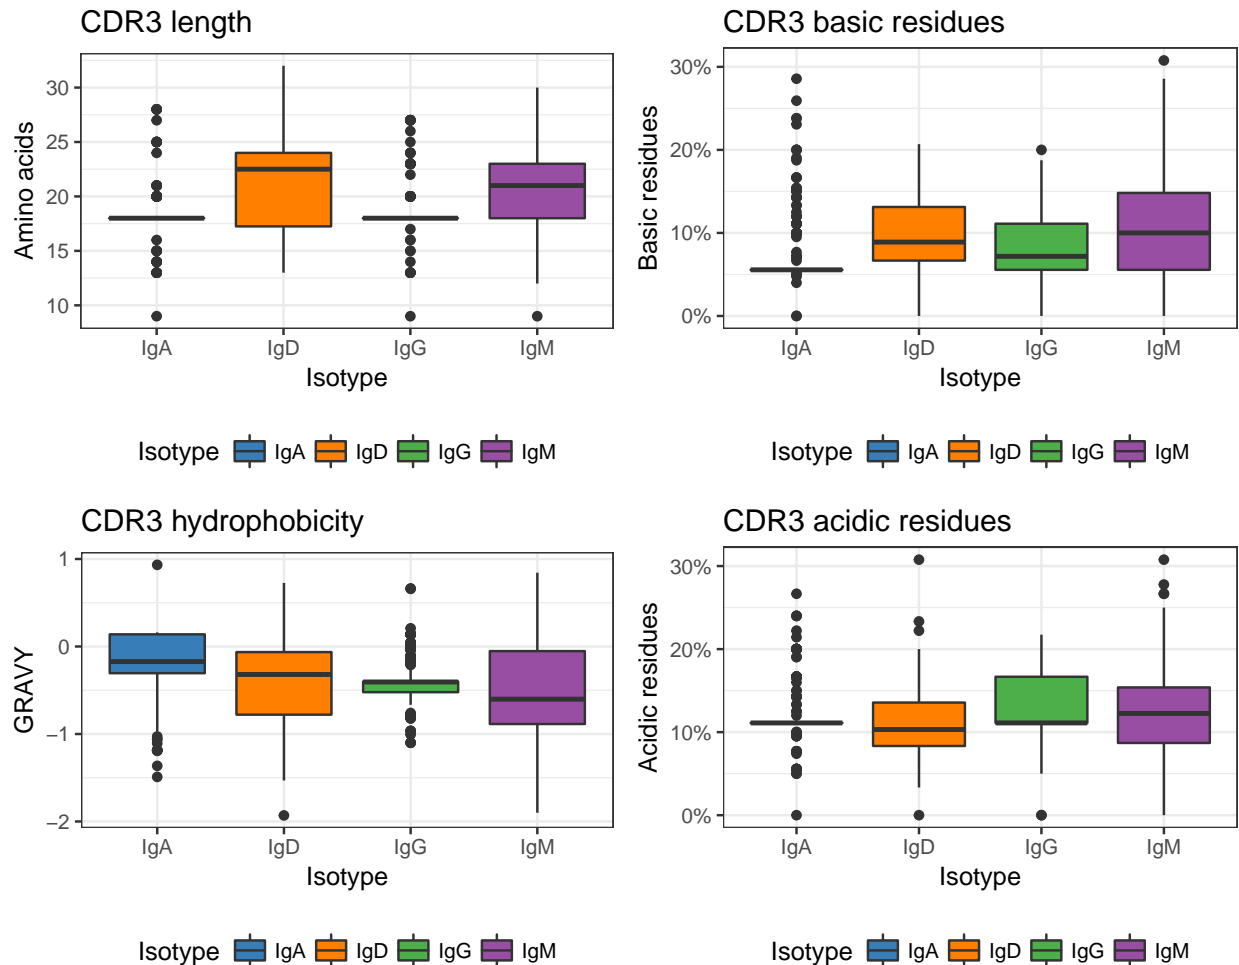 CDR3 length
Amino acids
30
25
20
15
10
IgA IgD IgG IgM
Isotype
Isotype IgA IgD IgG IgM
CDR3 basic residues
Basic residues
30%
20%
10%
0%
IgA IgD IgG IgM
Isotype
Isotype IgA IgD IgG IgM
CDR3 hydrophobicity
GRAVY
1
0
−1
−2
IgA IgD IgG IgM
Isotype
Isotype IgA IgD IgG IgM
CDR3 acidic residues
Acidic residues
30%
20%
10%
0%
IgA IgD IgG IgM
Isotype
Isotype IgA IgD IgG IgM